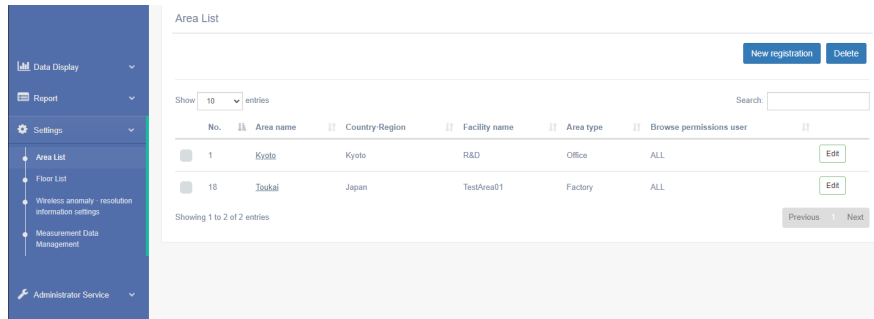 Area List
New registration Delete
Data Display
Report
Settings
Area List
Floor List
Wireless anomaly - resolution
information settings
Measurement Data
Management
Administrator Service
Show 10 entries
Search:
No. Area name Country-Region Facility name Area type Browse permissions user
1 Kyoto Kyoto R&D Office ALL Edit
18 Toukai Japan TestArea01 Factory ALL Edit
Showing 1 to 2 of 2 entries
Previous 1 Next